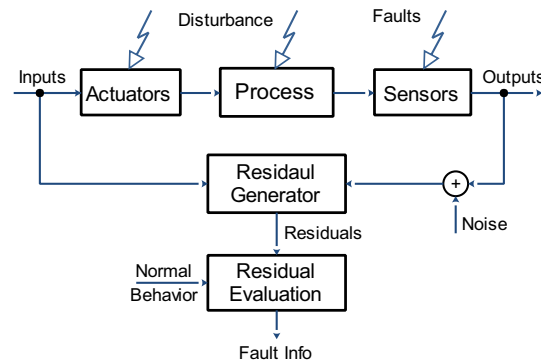 Disturbance
Faults
Inputs
Actuators
Process
Sensors
Outputs
Residaul
Generator
+
Noise
Residuals
Normal
Behavior
Residual
Evaluation
Fault Info